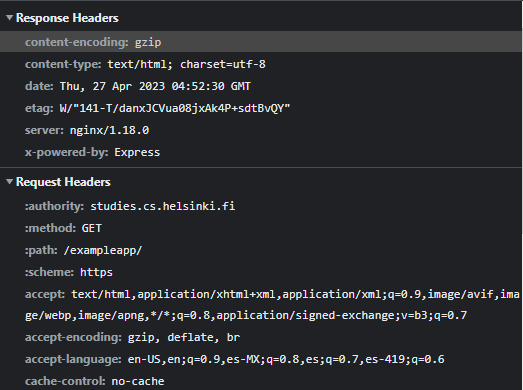 Response Headers
content-encoding: gzip
content-type: text/html; charset=utf-8
date: Thu, 27 Apr 2023 04:52:30 GMT
etag: W/"141-T/danxJCVua08jxAk4P+sdtBvQY"
server: nginx/1.18.0
x-powered-by: Express
Request Headers
:authority: studies.cs.helsinki.fi
:method: GET
:path: /exampleapp/
:scheme: https
accept: text/html,application/xhtml+xml,application/xml;q=0.9,image/avif,ima
ge/webp,image/apng,*/*;q=0.8,application/signed-exchange;v=b3;q=0.7
accept-encoding: gzip, deflate, br
accept-language: en-US,en;q=0.9,es-MX;q=0.8,es;q=0.7,es-419;q=0.6
cache-control: no-cache